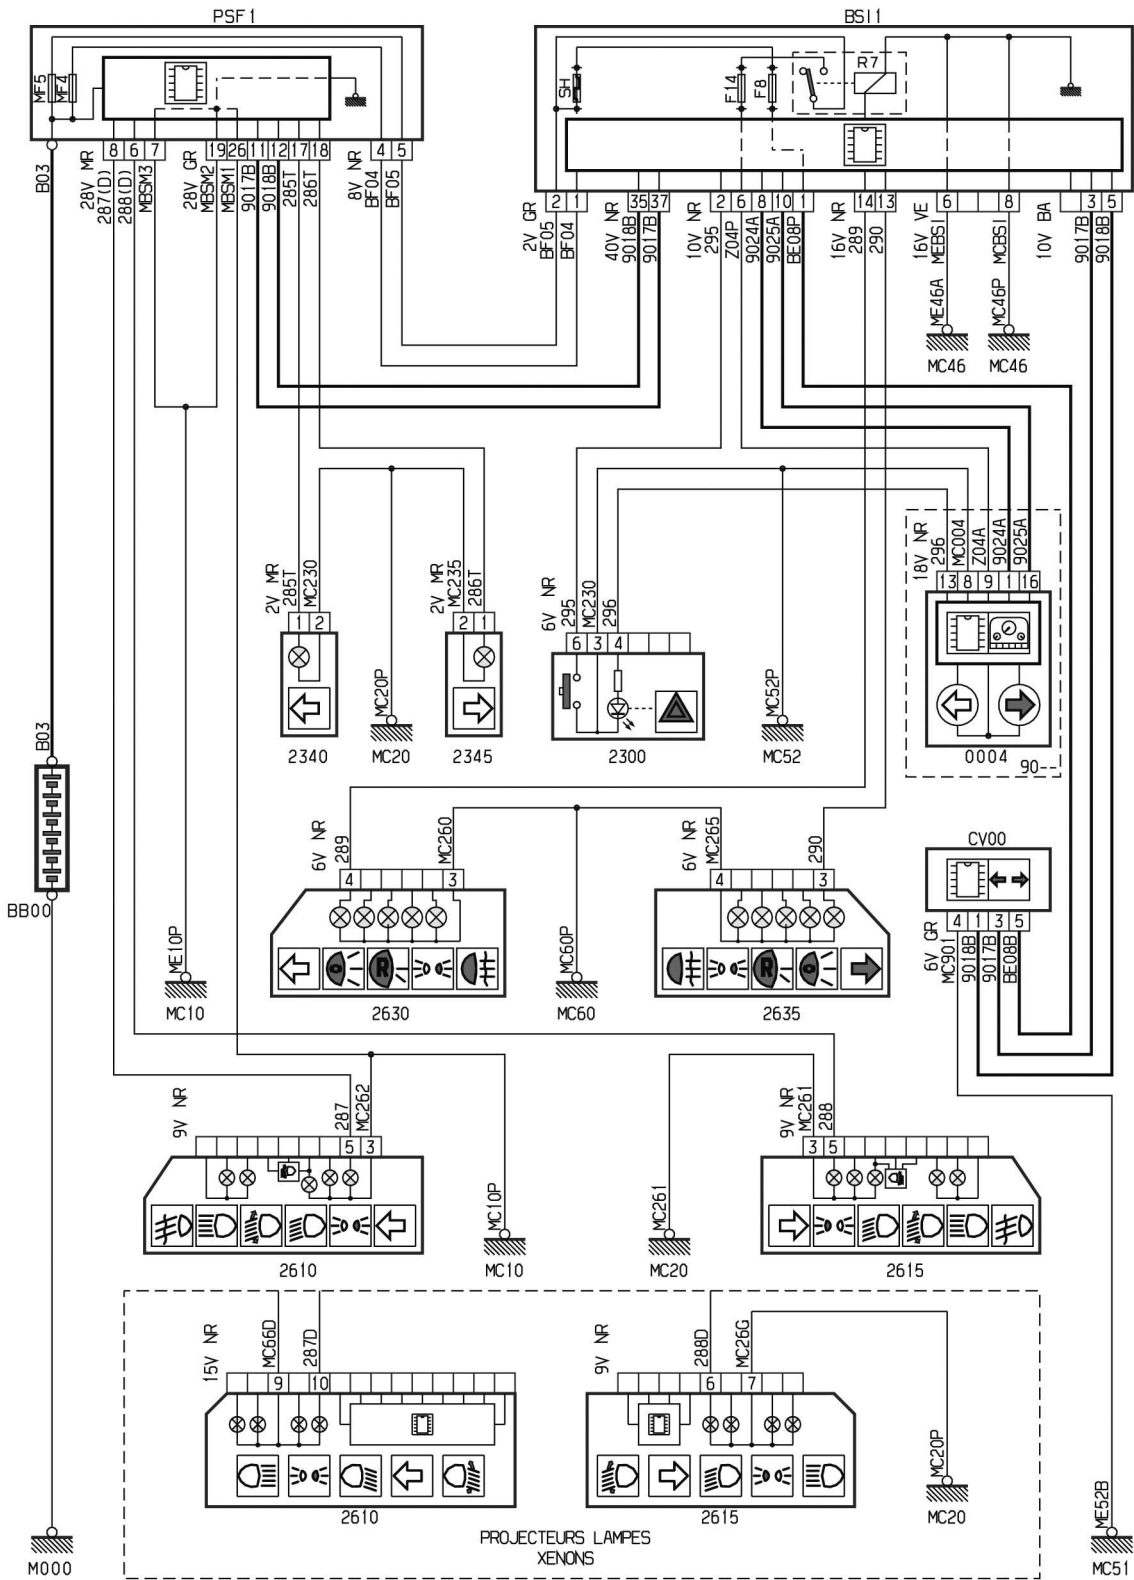 PSF1
BSI1
MF5
MF4
SH
F14
F8
R7
8 6 7 19 26 11 12 17 18 4 5
2 1 35 37 2 6 8 10 1 14 13 6 8 3 5
B03
28V MR
287(D)
288(D)
MBSM3
28V GR
MBSM2
MBSM1
9017B
9018B
285T
286T
8V NR
BF04
BF05
2V GR
BF05
BF04
40V NR
9018B
9017B
10V NR
295
Z04P
9024A
9025A
BE08P
16V NR
289
290
16V VE
MEBSI
MCBSI
10V BA
9017B
9018B
ME46A
MC46P
MC46
MC46
2V MR
285T
MC230
2V MR
MC235
286T
6V NR
295
MC230
296
18V NR
296
MC004
Z04A
9024A
9025A
1 2
2 1
6 3 4
13 8 9 1 16
MC20P
MC52P
2340
MC20
2345
2300
MC52
0004
90--
B03
BB00
6V NR
289
MC260
6V NR
MC265
290
4 3
4 3
R
R
CV00
4 1 3 5
6V GR
MC901
9018B
9017B
BE08B
ME10P
MC60P
MC10
2630
MC60
2635
9V NR
287
MC262
5 3
9V NR
MC261
288
3 5
MC10P
MC261
2610
MC10
MC20
2615
15V NR
MC66D
287D
9 10
9V NR
288D
MC26G
6 7
MC20P
2610
2615
MC20
PROJECTEURS LAMPES
XENONS
ME52B
M000
MC51